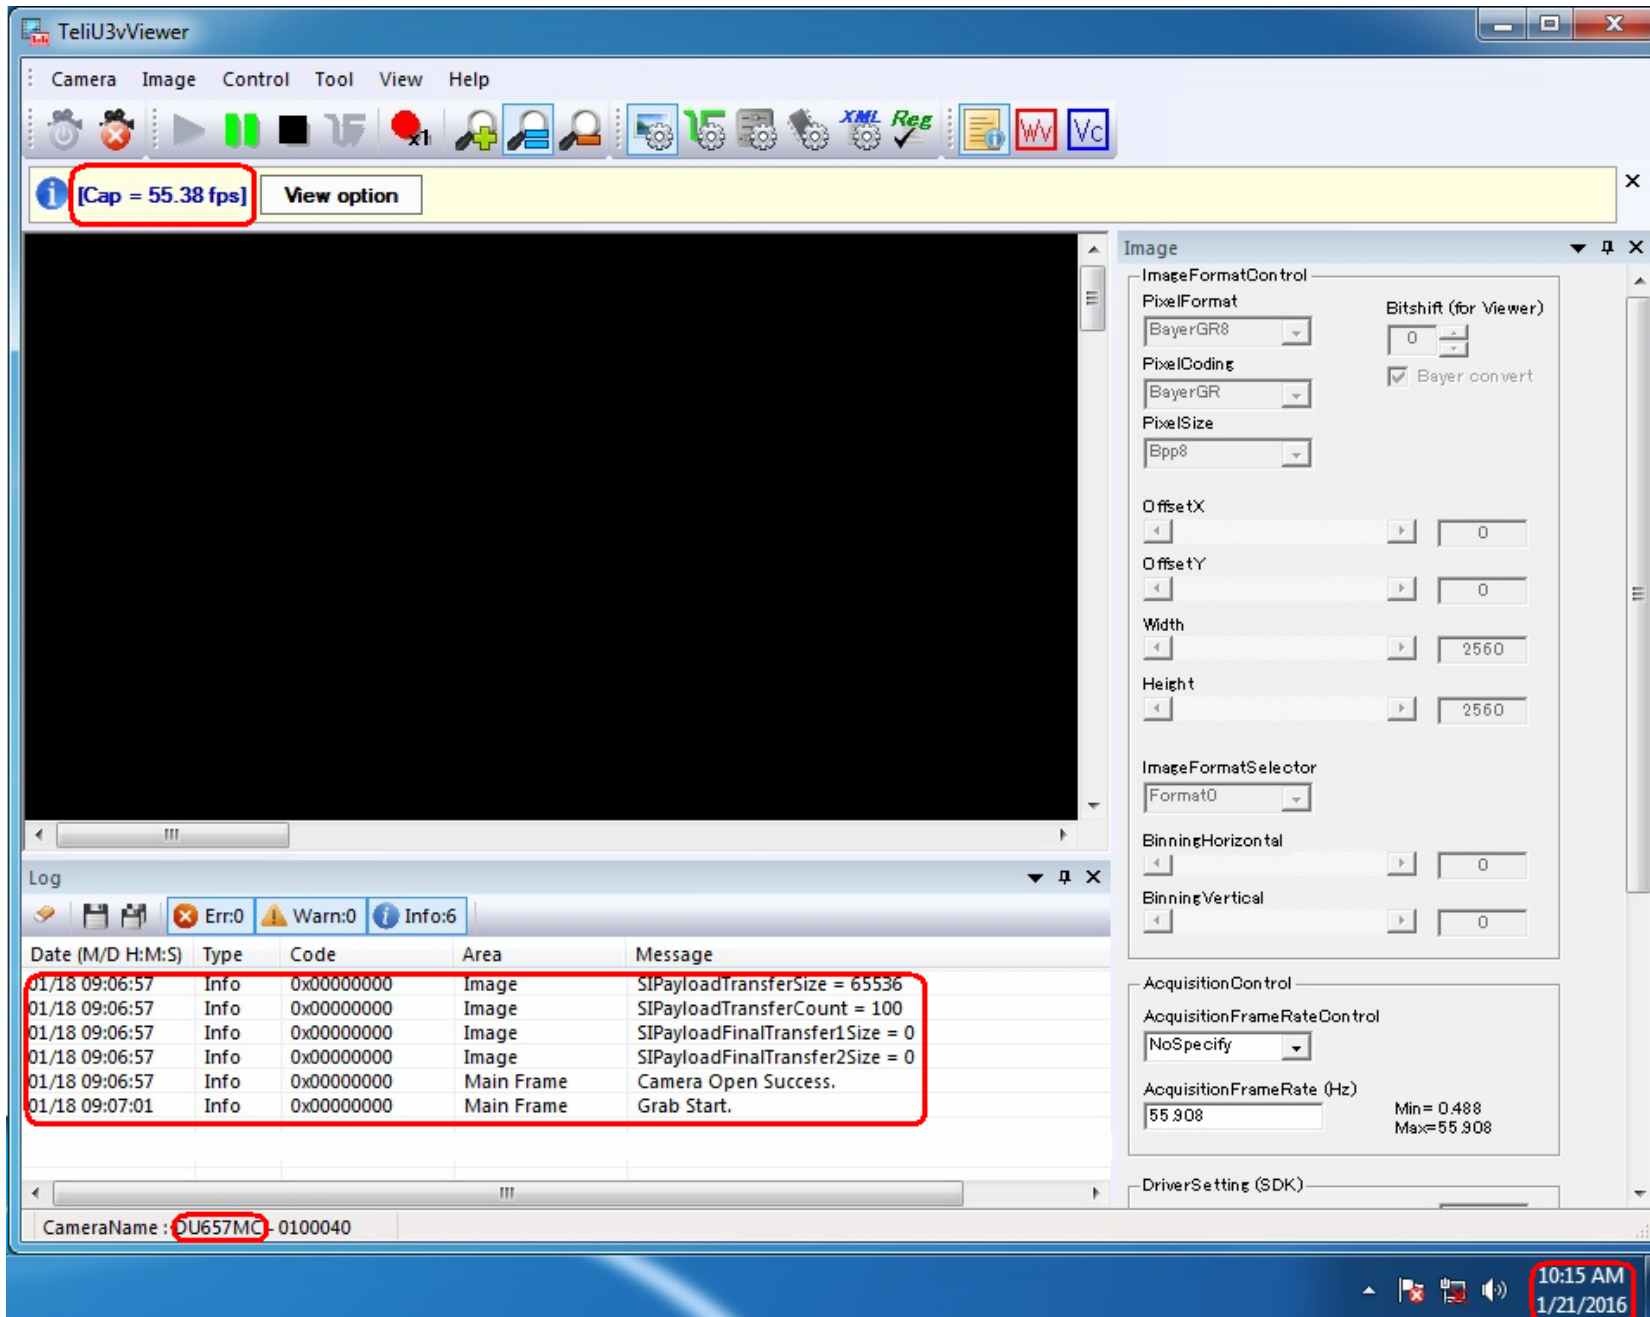 TeliU3vViewer
Camera Image Control Tool View Help
x1 XML Reg Wv Vc
[Cap = 55.38 fps] View option
Image
ImageFormatControl
PixelFormat
Bitshift (for Viewer)
BayerGR8 0
PixelCoding
Bayer convert
BayerGR
PixelSize
Bpp8
OffsetX
0
OffsetY
0
Width
2560
Height
2560
ImageFormatSelector
Format0
BinningHorizontal
0
BinningVertical
0
AcquisitionControl
AcquisitionFrameRateControl
NoSpecify
AcquisitionFrameRate (Hz)
55.908
Min= 0.488
Max=55.908
DriverSetting (SDK)
Log
Err:0 Warn:0 Info:6
Date (M/D H:M:S) Type Code Area Message
01/18 09:06:57 Info 0x00000000 Image SIPayloadTransferSize = 65536
01/18 09:06:57 Info 0x00000000 Image SIPayloadTransferCount = 100
01/18 09:06:57 Info 0x00000000 Image SIPayloadFinalTransfer1Size = 0
01/18 09:06:57 Info 0x00000000 Image SIPayloadFinalTransfer2Size = 0
01/18 09:06:57 Info 0x00000000 Main Frame Camera Open Success.
01/18 09:07:01 Info 0x00000000 Main Frame Grab Start.
CameraName : DU657MC - 0100040
10:15 AM
1/21/2016